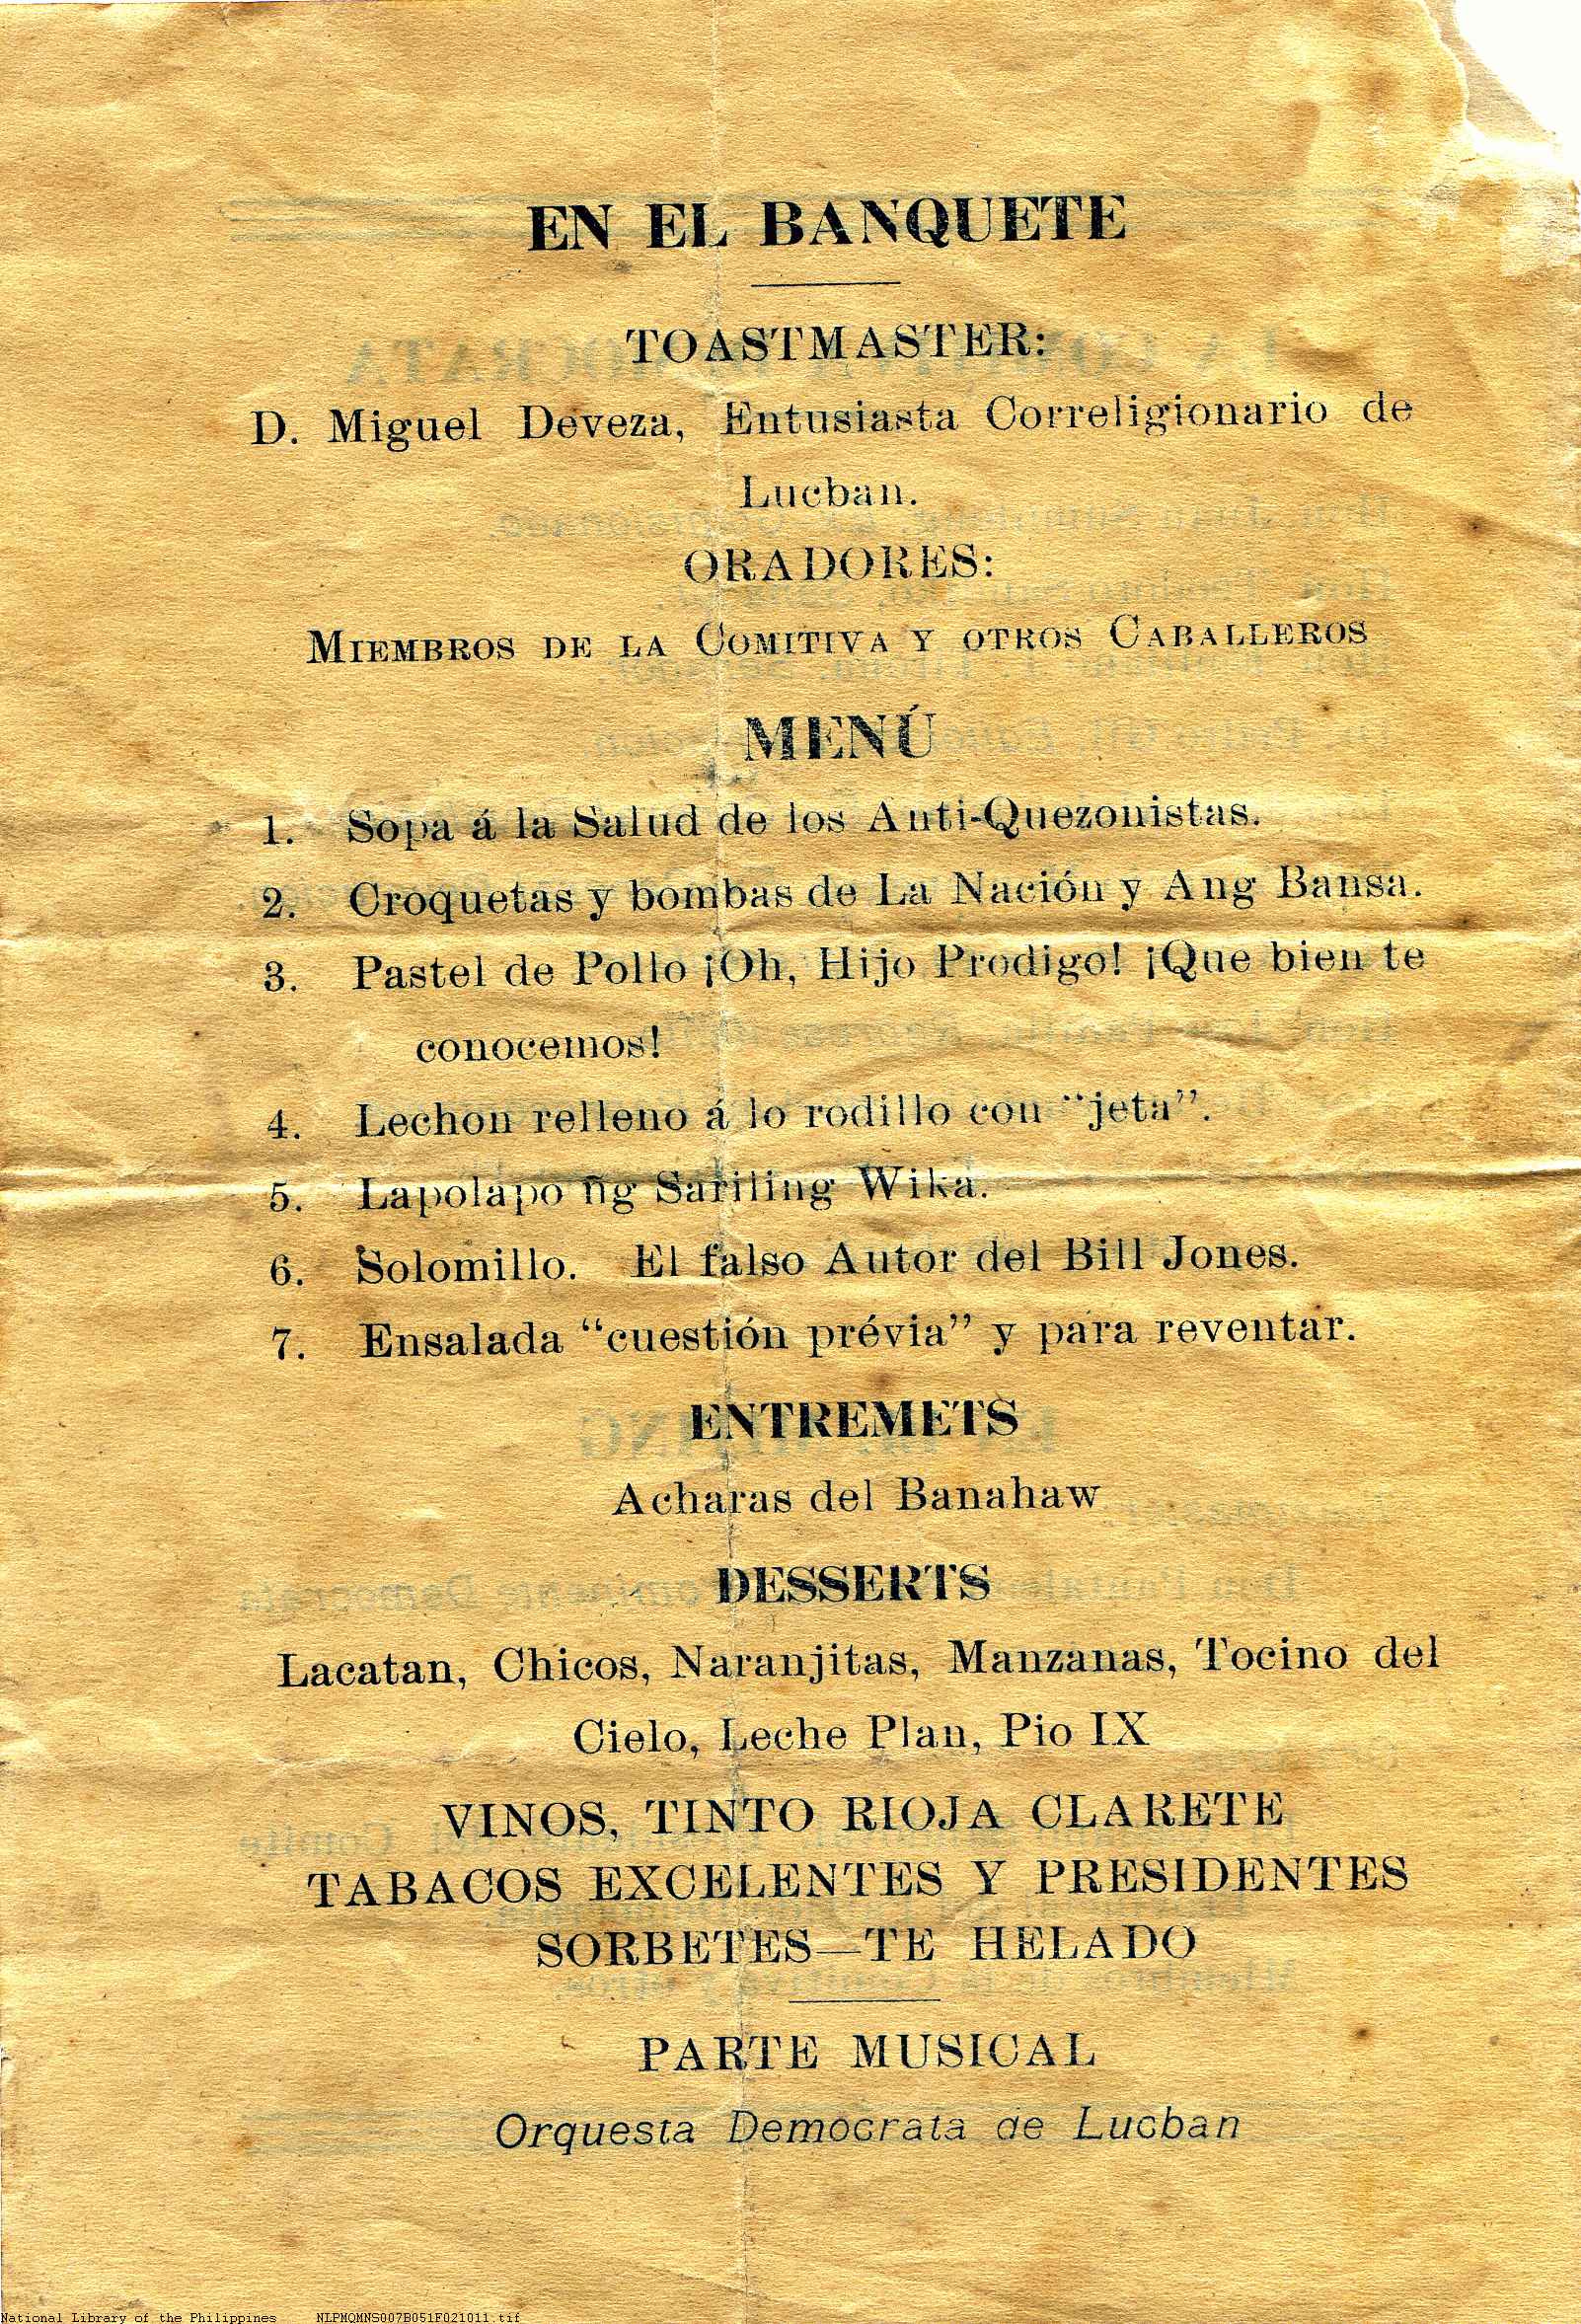 EN EL BANQUETE
TOASTMASTER:
D. Miguel Deveza, Entusiasta Correligionario de
Lucban.
ORADORES:
MIEMBROS DE LA COMITIVA Y OTROS CABALLEROS
MENÚ
1. Sopa á la Salud de los Anti-Quezonistas.
2. Croquetas y bombas de La Nación y Ang Bansa.
3. Pastel de Pollo ¡Oh, Hijo Prodigo! ¡Que bien te
conocemos!
4. Lechon relleno á lo rodillo con “jeta”.
5. Lapolapo ñg Sariling Wika.
6. Solomillo. El falso Autor del Bill Jones.
7. Ensalada “cuestión prévia” y para reventar.
ENTREMETS
Acharas del Banahaw
DESSERTS
Lacatan, Chicos, Naranjitas, Manzanas, Tocino del
Cielo, Leche Plan, Pio IX
VINOS, TINTO RIOJA CLARETE
TABACOS EXCELENTES Y PRESIDENTES
SORBETES—TE HELADO
PARTE MUSICAL
Orquesta Democrata de Lucban
National Library of the Philippines NLPMQMNS007B051F021011.tif